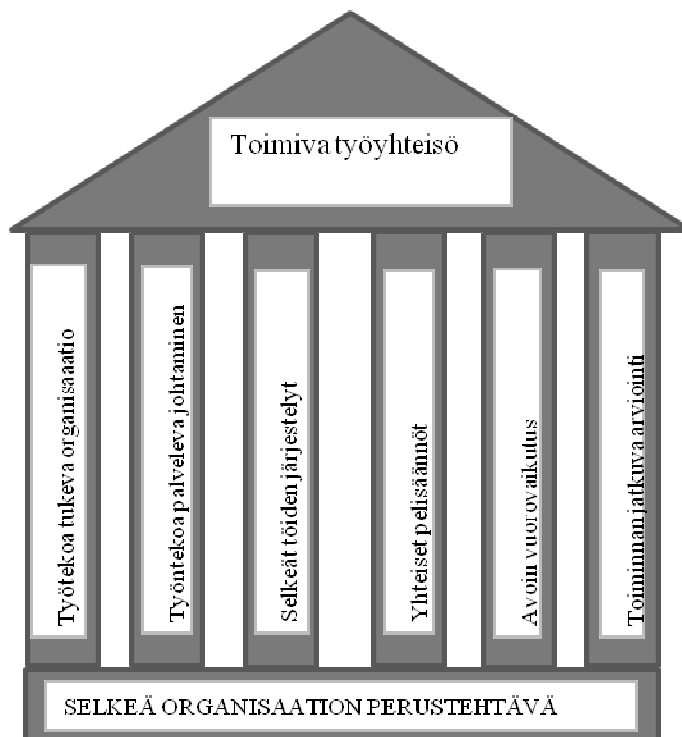 Toimiva työyhteisö
Työtekoa tukeva organisaaatio
Työntekoa palveleva johtaminen
Selkeät töiden järjestelyt
Yhteiset pelisäännöt
Avoin vuorovaikutus
Toiminnan jatkuva arviointi
SELKEÄ ORGANISAATION PERUSTEHTÄVÄ